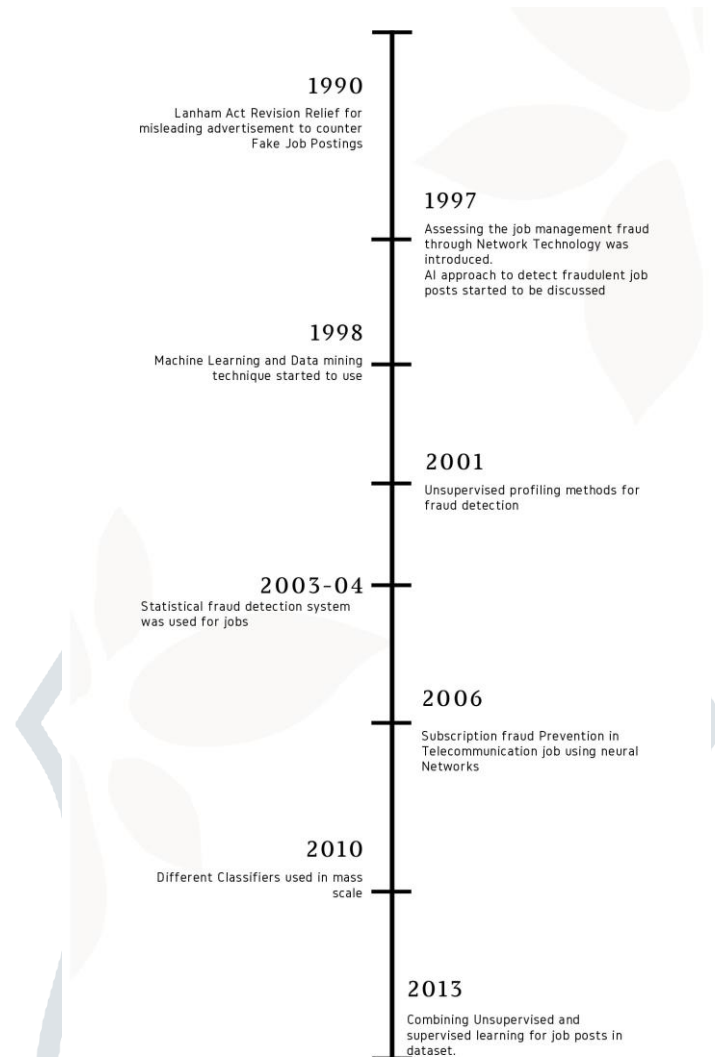 1990
Lanham Act Revision Relief for
misleading advertisement to counter
Fake Job Postings
1997
Assessing the job management fraud
through Network Technology was
introduced.
AI approach to detect fraudulent job
posts started to be discussed
1998
Machine Learning and Data mining
technique started to use
2001
Unsupervised profiling methods for
fraud detection
2003-04
Statistical fraud detection system
was used for jobs
2006
Subscription fraud Prevention in
Telecommunication job using neural
Networks
2010
Different Classifiers used in mass
scale
2013
Combining Unsupervised and
supervised learning for job posts in
dataset.